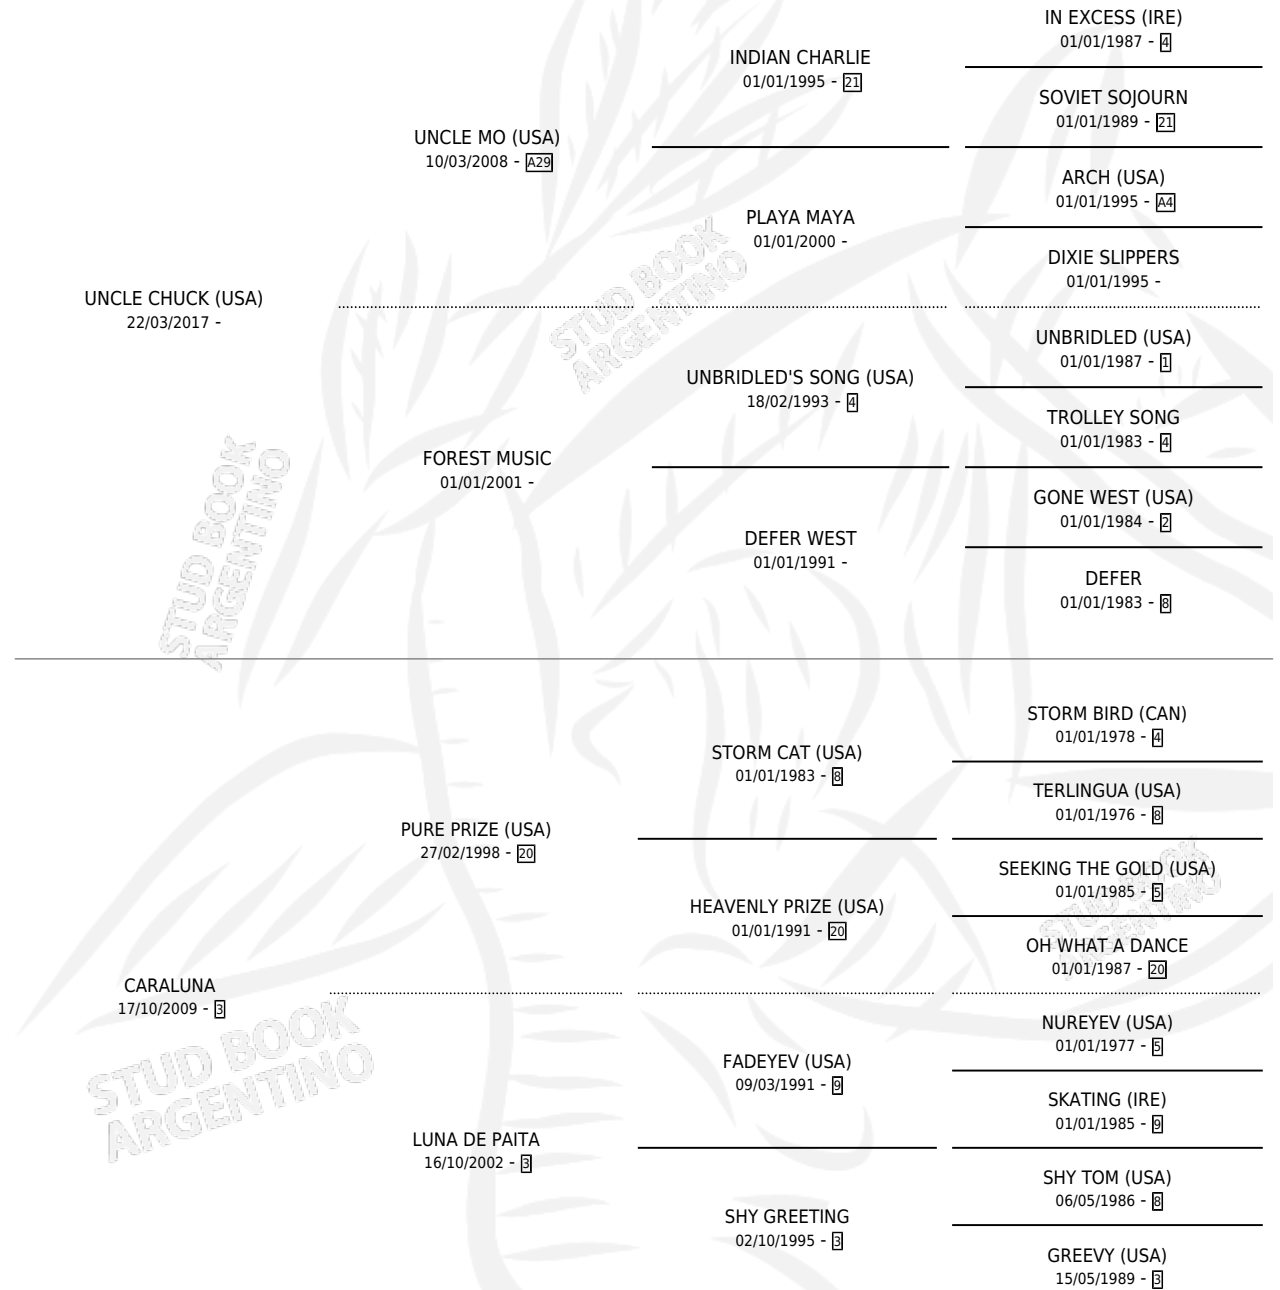 IN EXCESS (IRE)
01/01/1987 - 4
INDIAN CHARLIE
01/01/1995 - 21
SOVIET SOJOURN
01/01/1989 - 21
UNCLE MO (USA)
10/03/2008 - A29
ARCH (USA)
01/01/1995 - A4
PLAYA MAYA
01/01/2000 -
DIXIE SLIPPERS
01/01/1995 -
UNCLE CHUCK (USA)
22/03/2017 -
STUD BOOK
ARGENTINO
UNBRIDLED (USA)
01/01/1987 - 1
UNBRIDLED'S SONG (USA)
18/02/1993 - 4
TROLLEY SONG
01/01/1983 - 4
FOREST MUSIC
01/01/2001 -
GONE WEST (USA)
01/01/1984 - 2
DEFER WEST
01/01/1991 -
DEFER
01/01/1983 - 8
STUD BOOK
ARGENTINO
STORM BIRD (CAN)
01/01/1978 - 4
STORM CAT (USA)
01/01/1983 - 8
TERLINGUA (USA)
01/01/1976 - 8
PURE PRIZE (USA)
27/02/1998 - 20
SEEKING THE GOLD (USA)
01/01/1985 - 5
HEAVENLY PRIZE (USA)
01/01/1991 - 20
STUD BOOK
ARGENTINO
OH WHAT A DANCE
01/01/1987 - 20
CARALUNA
17/10/2009 - 3
NUREYEV (USA)
01/01/1977 - 5
FADEYEV (USA)
09/03/1991 - 9
SKATING (IRE)
01/01/1985 - 9
STUD BOOK
ARGENTINO
LUNA DE PAITA
16/10/2002 - 3
SHY TOM (USA)
06/05/1986 - 8
SHY GREETING
02/10/1995 - 3
GREEVY (USA)
15/05/1989 - 3